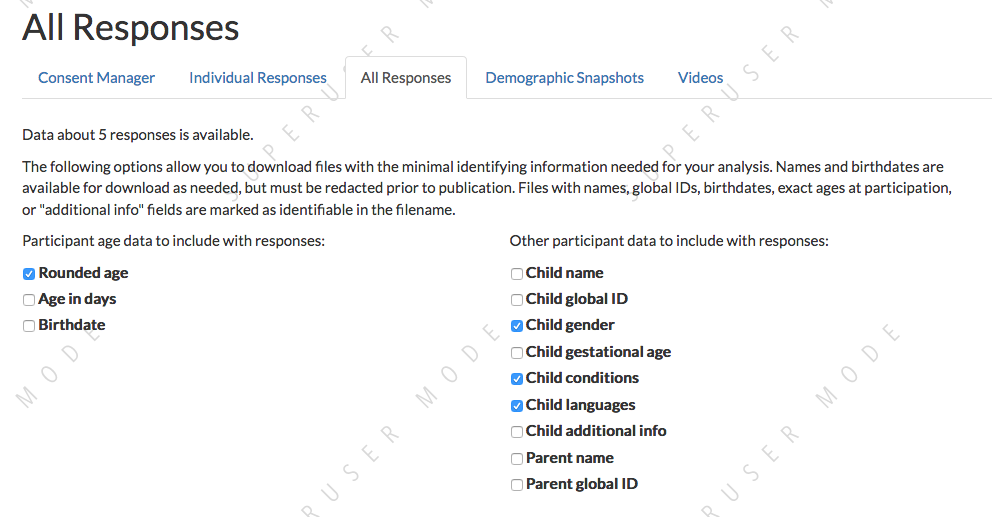 All Responses
Consent Manager Individual Responses All Responses Demographic Snapshots Videos
Data about 5 responses is available.
The following options allow you to download files with the minimal identifying information needed for your analysis. Names and birthdates are
available for download as needed, but must be redacted prior to publication. Files with names, global IDs, birthdates, exact ages at participation,
or "additional info" fields are marked as identifiable in the filename.
Participant age data to include with responses:
Rounded age
Age in days
Birthdate
Other participant data to include with responses:
Child name
Child global ID
Child gender
Child gestational age
Child conditions
Child languages
Child additional info
Parent name
Parent global ID
SUPERUSER MODE